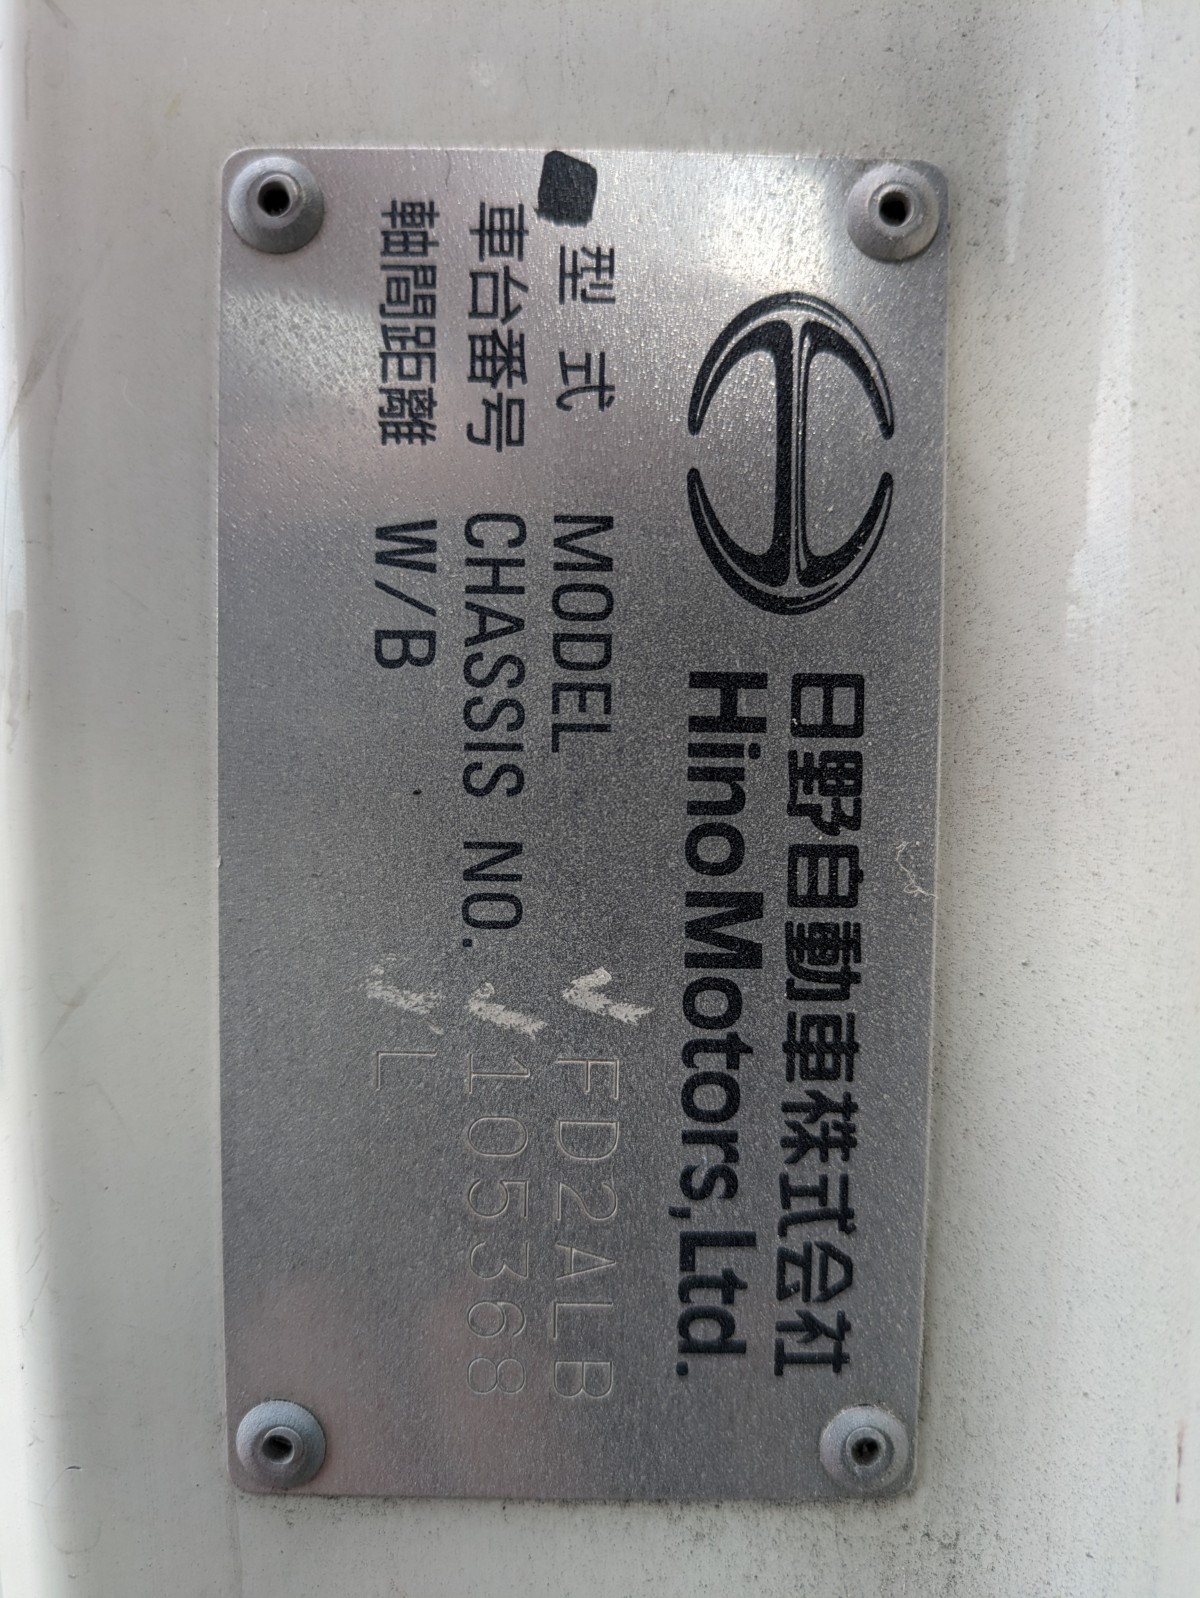 日野自動車株式会社
Hino Motors, Ltd.
型式 MODEL FD2ALB
車台番号 CHASSIS NO. 105368
軸間距離 W/B L